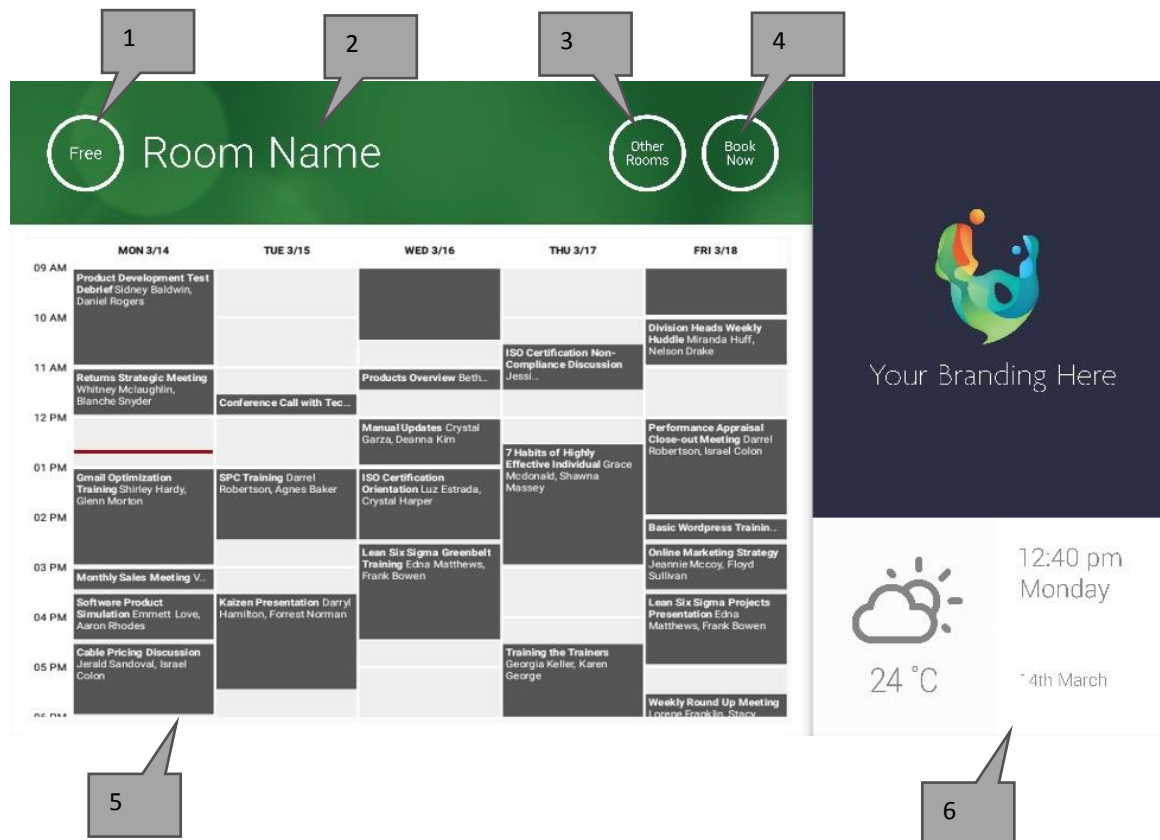 1
2
3
4
Free
Room Name
Other
Rooms
Book
Now
MON 3/14
TUE 3/15
WED 3/16
THU 3/17
FRI 3/18
09 AM
10 AM
11 AM
12 PM
01 PM
02 PM
03 PM
04 PM
05 PM
06 PM
Product Development Test
Debrief Sidney Baldwin,
Daniel Rogers
Returns Strategic Meeting
Whitney Mclaughlin,
Blanche Snyder
Gmail Optimization
Training Shirley Hardy,
Glenn Morton
Monthly Sales Meeting V...
Software Product
Simulation Emmett Love,
Aaron Rhodes
Cable Pricing Discussion
Jerald Sandoval, Israel
Colon
Conference Call with Tec...
SPC Training Darrel
Robertson, Agnes Baker
Kaizen Presentation Darryl
Hamilton, Forrest Norman
Products Overview Beth...
Manual Updates Crystal
Garza, Deanna Kim
ISO Certification
Orientation Luz Estrada,
Crystal Harper
Lean Six Sigma Greenbelt
Training Edna Matthews,
Frank Bowen
ISO Certification Non-
Compliance Discussion
Jessi...
7 Habits of Highly
Effective Individual Grace
Mcdonald, Shawna
Massey
Training the Trainers
Georgia Keller, Karen
George
Division Heads Weekly
Huddle Miranda Huff,
Nelson Drake
Performance Appraisal
Close-out Meeting Darrel
Robertson, Israel Colon
Basic Wordpress Trainin...
Online Marketing Strategy
Jeannie Mccoy, Floyd
Sullivan
Lean Six Sigma Projects
Presentation Edna
Matthews, Frank Bowen
Weekly Round Up Meeting
Lorene Franklin, Stacy
Your Branding Here
12:40 pm
Monday
24 °C
14th March
5
6